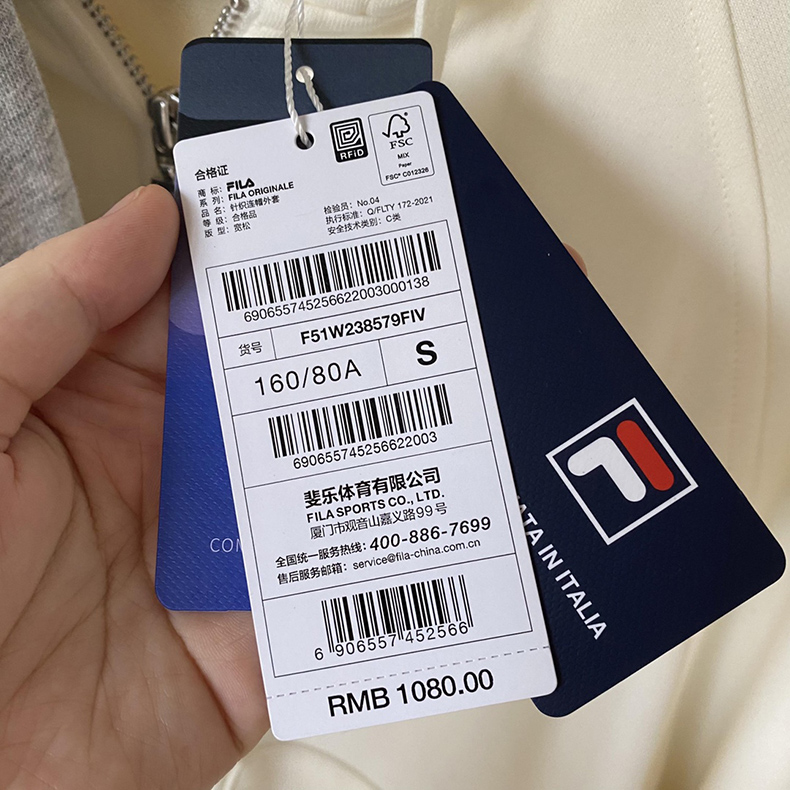 RFiD
FSC
MIX
Paper
FSC® C012326
合格证
商 标：FILA
系 列：FILA ORIGINALE
品 名：针织连帽外套
等 级：合格品
版 型：宽松
检验员：No.04
执行标准：Q/FLTY 172-2021
安全技术类别：C类
690655745256622003000138
货号 F51W238579FIV
160/80A S
690655745256622003
斐乐体育有限公司
FILA SPORTS CO., LTD.
厦门市观音山嘉义路99号
全国统一服务热线：400-886-7699
售后服务邮箱：service@fila-china.com.cn
6 906557 452566
RMB 1080.00
IN ITALIA